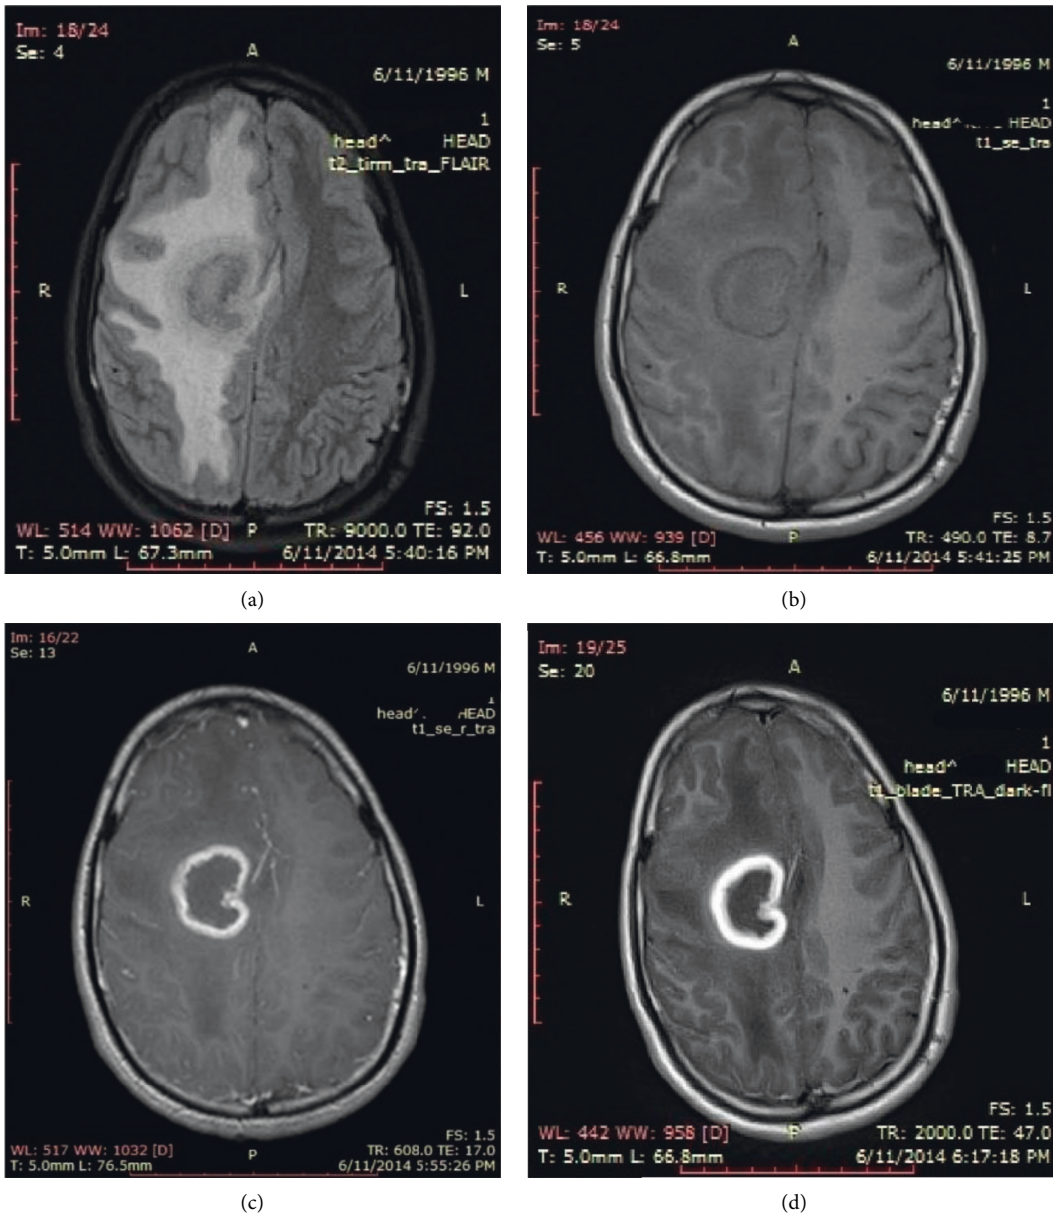 Im: 18/24
Se: 4
A
6/11/1996 M
1
head^ HEAD
t2_tirm_tra_FLAIR
R
L
FS: 1.5
WL: 514 WW: 1062 [D] P TR: 9000.0 TE: 92.0
T: 5.0mm L: 67.3mm 6/11/2014 5:40:16 PM
(a)
Im: 18/24
Se: 5
A
6/11/1996 M
1
head^ HEAD
t1_se_tra
R
L
FS: 1.5
WL: 456 WW: 939 [D] P TR: 490.0 TE: 8.7
T: 5.0mm L: 66.8mm 6/11/2014 5:41:25 PM
(b)
Im: 16/22
Se: 13
A
6/11/1996 M
1
head HEAD
t1_se_r_tra
R
L
FS: 1.5
WL: 517 WW: 1032 [D] P TR: 608.0 TE: 17.0
T: 5.0mm L: 76.5mm 6/11/2014 5:55:26 PM
(c)
Im: 19/25
Se: 20
A
6/11/1996 M
1
head^ HEAD
t1_blade_TRA_dark-fl
R
L
FS: 1.5
WL: 442 WW: 958 [D] P TR: 2000.0 TE: 47.0
T: 5.0mm L: 66.8mm 6/11/2014 6:17:18 PM
(d)